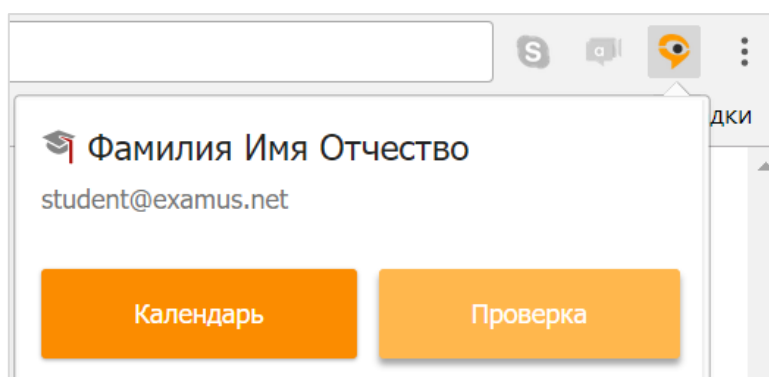 дки
Фамилия Имя Отчество
student@examus.net
Календарь Проверка